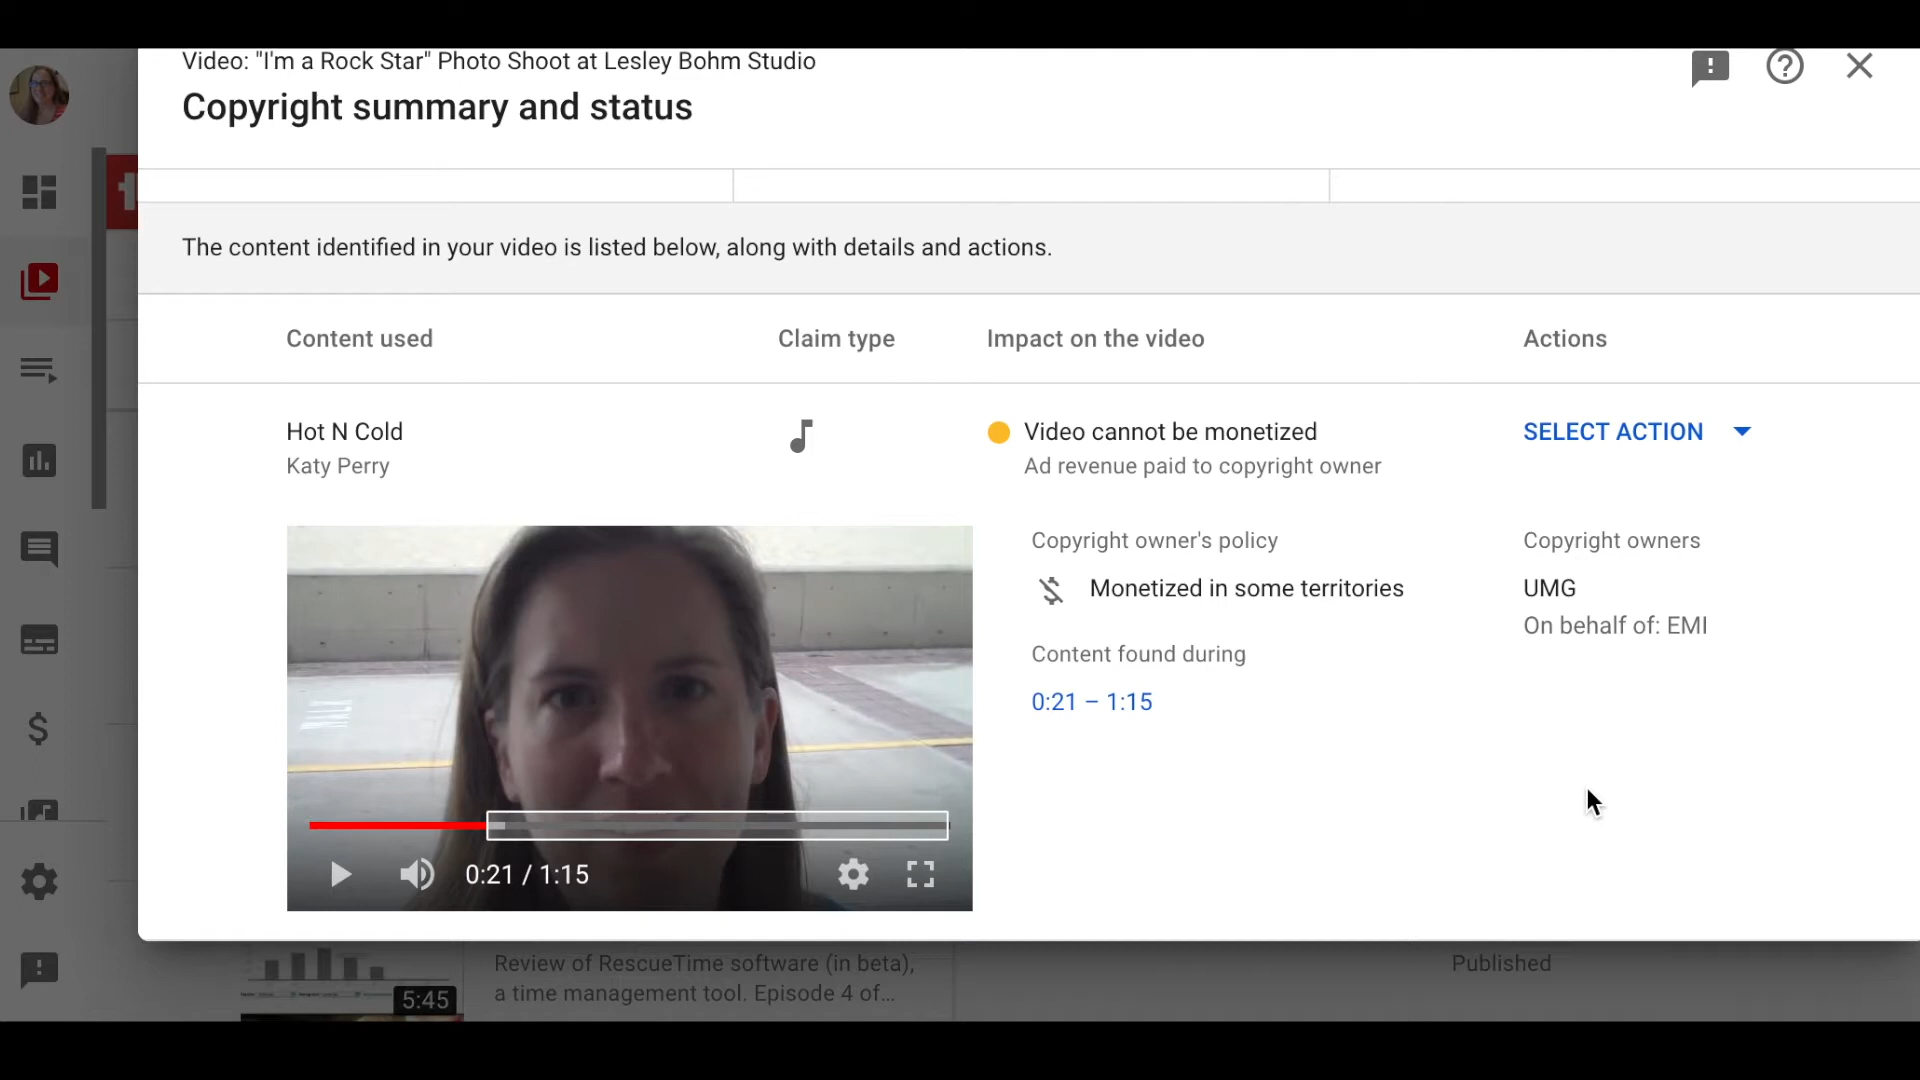 Video: "I'm a Rock Star" Photo Shoot at Lesley Bohm Studio
Copyright summary and status
The content identified in your video is listed below, along with details and actions.
Content used
Claim type
Impact on the video
Actions
Hot N Cold
Katy Perry
Video cannot be monetized
Ad revenue paid to copyright owner
SELECT ACTION
Copyright owner's policy
Monetized in some territories
Copyright owners
UMG
On behalf of: EMI
Content found during
0:21 – 1:15
0:21 / 1:15
5:45
Review of RescueTime software (in beta),
a time management tool. Episode 4 of...
Published